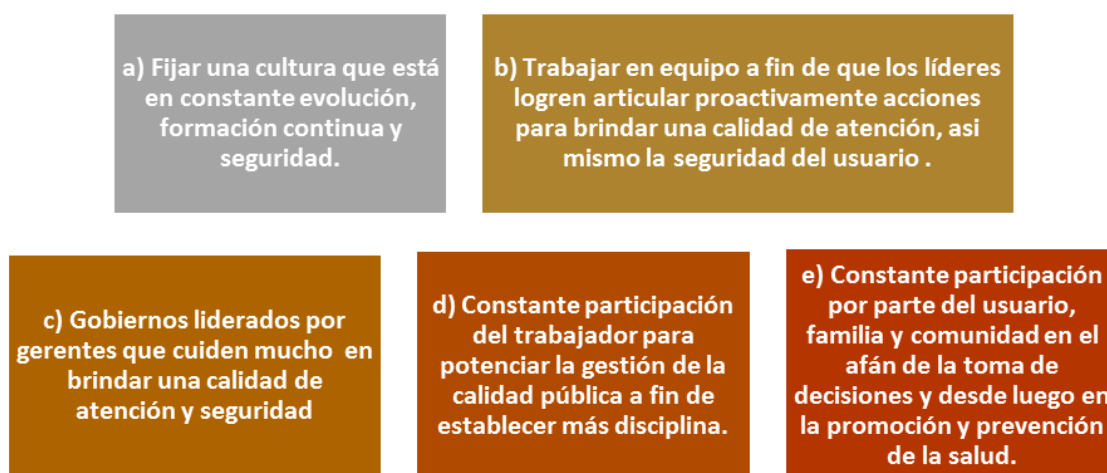 a) Fijar una cultura que está
en constante evolución,
formación continua y
seguridad.
b) Trabajar en equipo a fin de que los líderes
logren articular proactivamente acciones
para brindar una calidad de atención, asi
mismo la seguridad del usuario .
c) Gobiernos liderados por
gerentes que cuiden mucho en
brindar una calidad de
atención y seguridad
d) Constante participación
del trabajador para
potenciar la gestión de la
calidad pública a fin de
establecer más disciplina.
e) Constante participación
por parte del usuario,
familia y comunidad en el
afán de la toma de
decisiones y desde luego en
la promoción y prevención
de la salud.